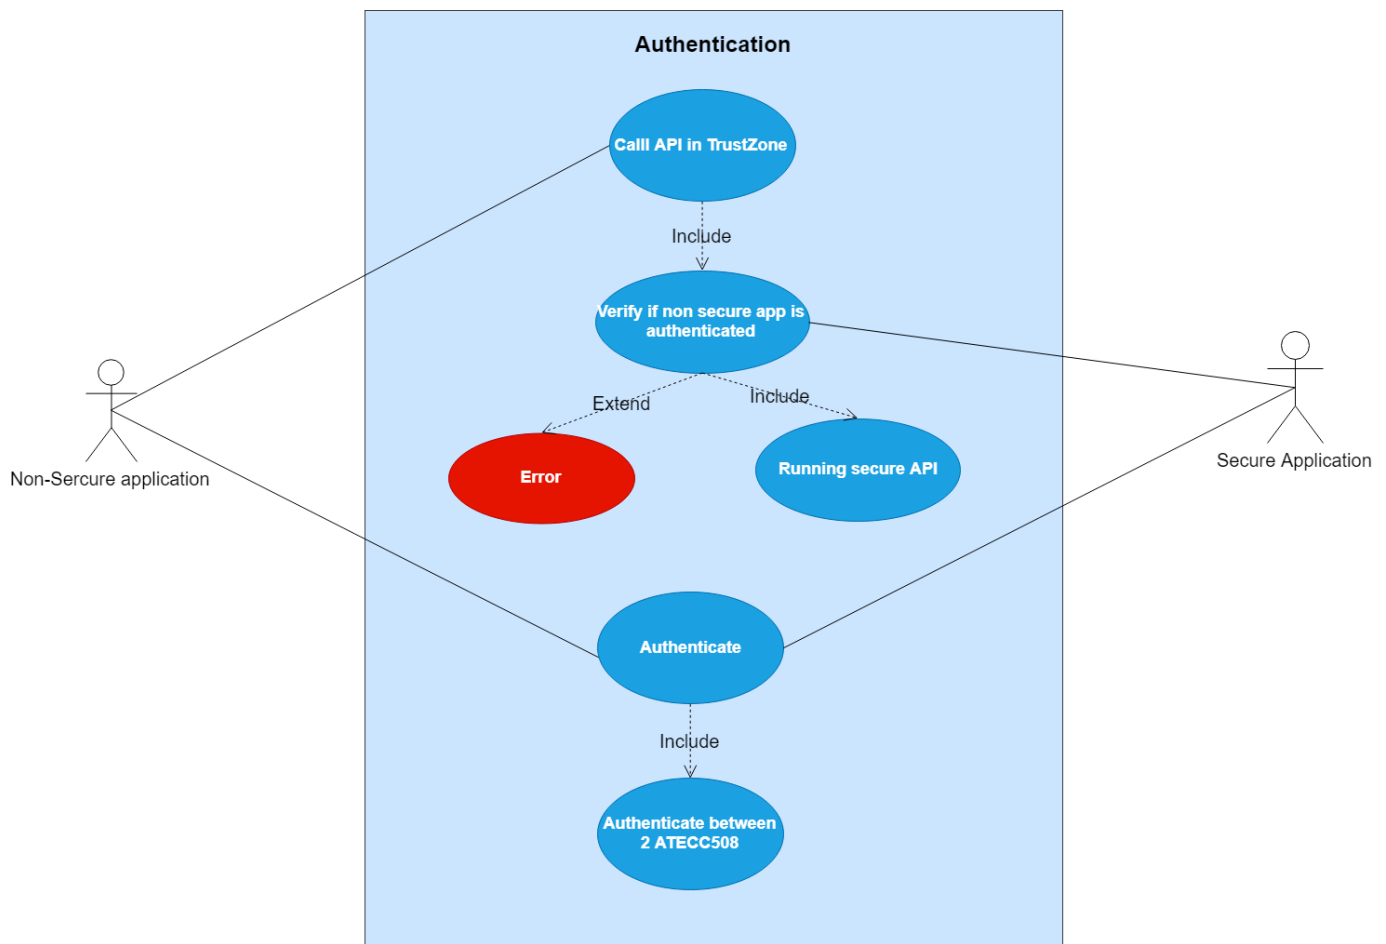 Authentication
Calll API in TrustZone
Include
Verify if non secure app is
authenticated
Extend
Include
Error
Running secure API
Non-Sercure application
Secure Application
Authenticate
Include
Authenticate between
2 ATECC508